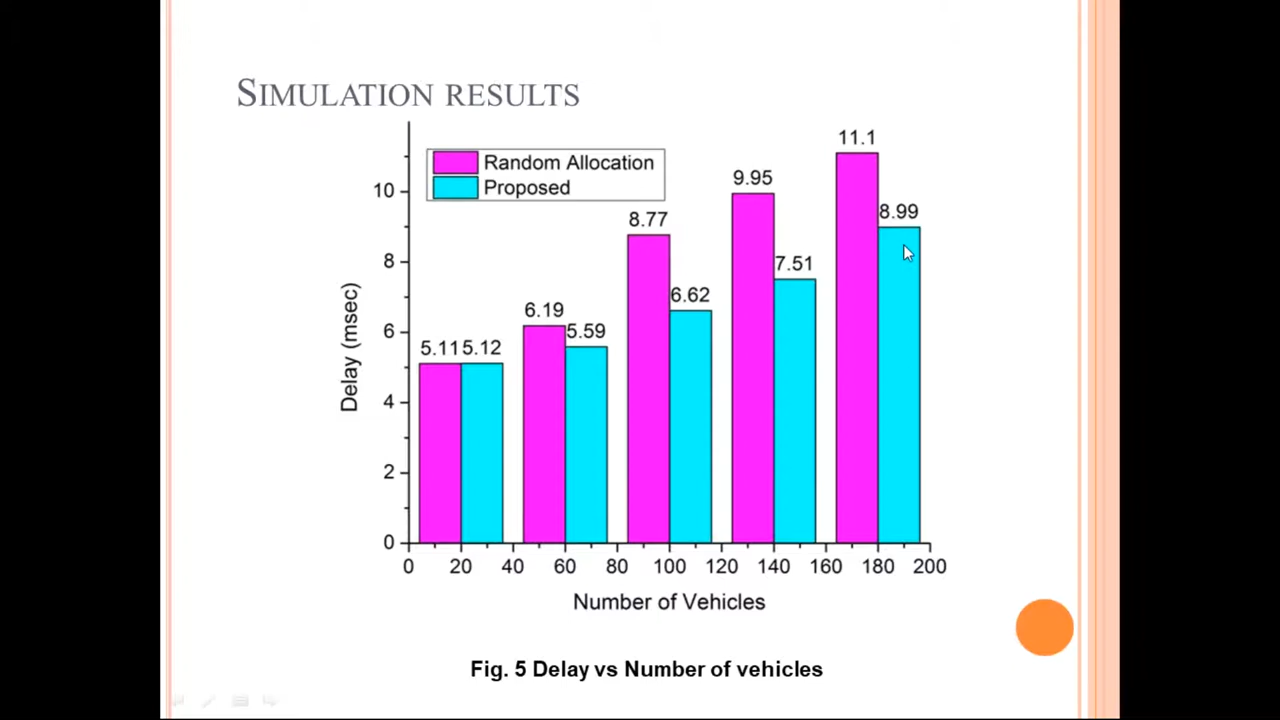 SIMULATION RESULTS
Random Allocation
Proposed
11.1
9.95
8.99
8.77
7.51
6.62
6.19
5.59
5.11 5.12
10
8
6
4
2
0
Delay (msec)
0 20 40 60 80 100 120 140 160 180 200
Number of Vehicles
Fig. 5 Delay vs Number of vehicles